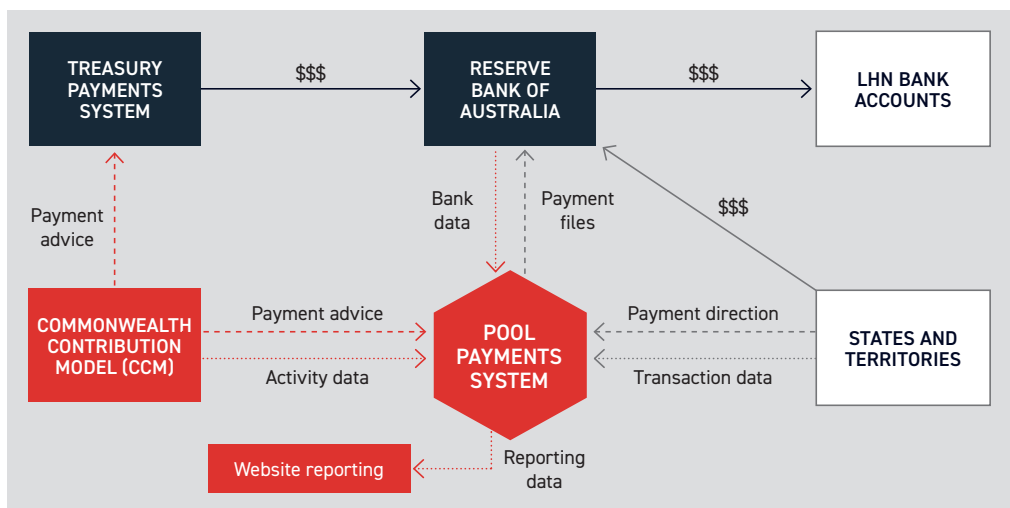 TREASURY
PAYMENTS
SYSTEM
$$$
RESERVE
BANK OF
AUSTRALIA
$$$
LHN BANK
ACCOUNTS
Payment
advice
Bank
data
Payment
files
$$$
COMMONWEALTH
CONTRIBUTION
MODEL (CCM)
Payment advice
Activity data
POOL
PAYMENTS
SYSTEM
Payment direction
Transaction data
STATES AND
TERRITORIES
Website reporting
Reporting
data